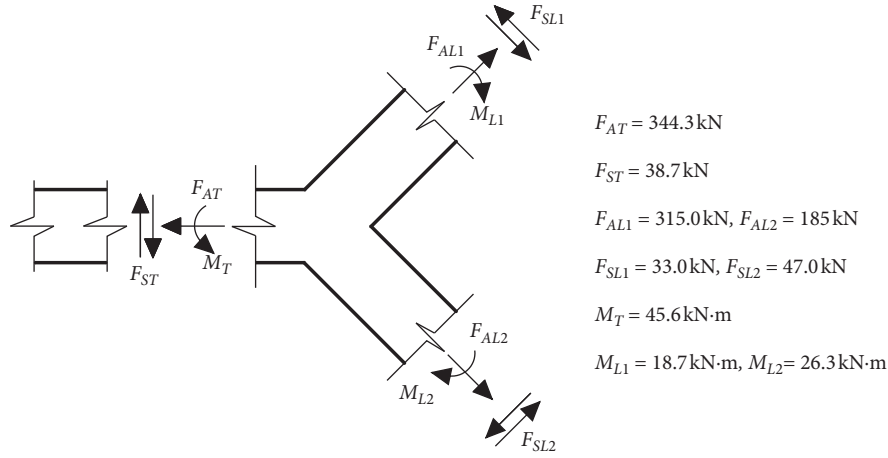 F_SL1
F_AL1
M_L1
F_AT
M_T
F_ST
F_AL2
M_L2
F_SL2
F_AT = 344.3 kN
F_ST = 38.7 kN
F_AL1 = 315.0 kN, F_AL2 = 185 kN
F_SL1 = 33.0 kN, F_SL2 = 47.0 kN
M_T = 45.6 kN·m
M_L1 = 18.7 kN·m, M_L2 = 26.3 kN·m